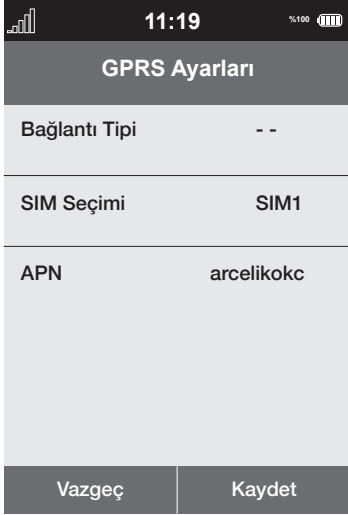 11:19 %100
GPRS Ayarları
Bağlantı Tipi - -
SIM Seçimi SIM1
APN arcelikokc
Vazgeç Kaydet